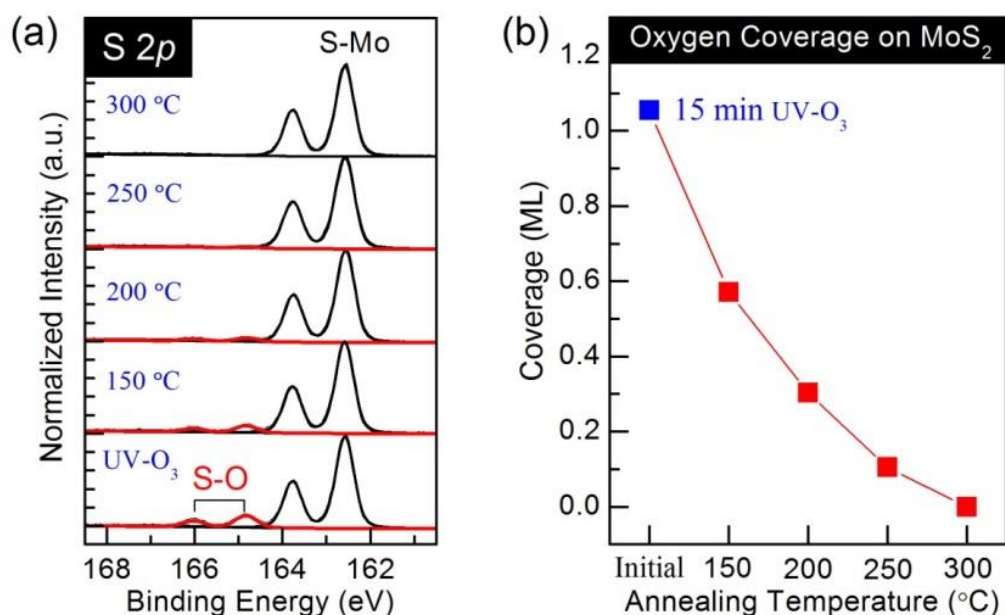 (a)
S 2p
S-Mo
300 °C
250 °C
200 °C
150 °C
UV-O₃
S-O
Normalized Intensity (a.u.)
168 166 164 162
Binding Energy (eV)
(b)
Oxygen Coverage on MoS₂
15 min UV-O₃
Coverage (ML)
1.2
1.0
0.8
0.6
0.4
0.2
0.0
Initial 150 200 250 300
Annealing Temperature (°C)